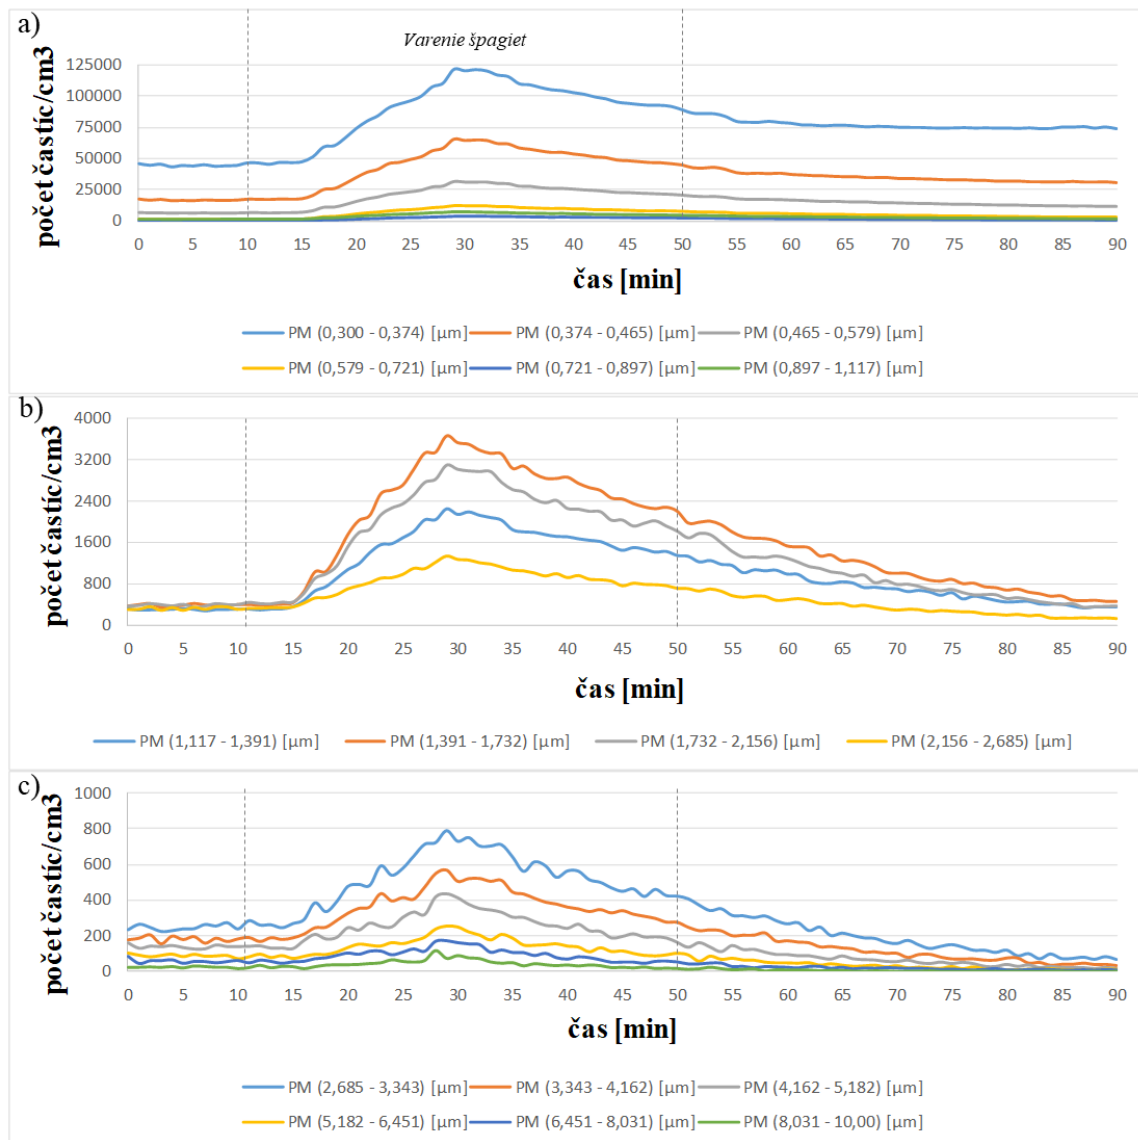 a)
Varenie špagiet
počet častíc/cm3
125000
100000
75000
50000
25000
0
0 5 10 15 20 25 30 35 40 45 50 55 60 65 70 75 80 85 90
čas [min]
PM (0,300 - 0,374) [µm] PM (0,374 - 0,465) [µm] PM (0,465 - 0,579) [µm]
PM (0,579 - 0,721) [µm] PM (0,721 - 0,897) [µm] PM (0,897 - 1,117) [µm]
b)
počet častíc/cm3
4000
3200
2400
1600
800
0
0 5 10 15 20 25 30 35 40 45 50 55 60 65 70 75 80 85 90
čas [min]
PM (1,117 - 1,391) [µm] PM (1,391 - 1,732) [µm] PM (1,732 - 2,156) [µm] PM (2,156 - 2,685) [µm]
c)
počet častíc/cm3
1000
800
600
400
200
0
0 5 10 15 20 25 30 35 40 45 50 55 60 65 70 75 80 85 90
čas [min]
PM (2,685 - 3,343) [µm] PM (3,343 - 4,162) [µm] PM (4,162 - 5,182) [µm]
PM (5,182 - 6,451) [µm] PM (6,451 - 8,031) [µm] PM (8,031 - 10,00) [µm]